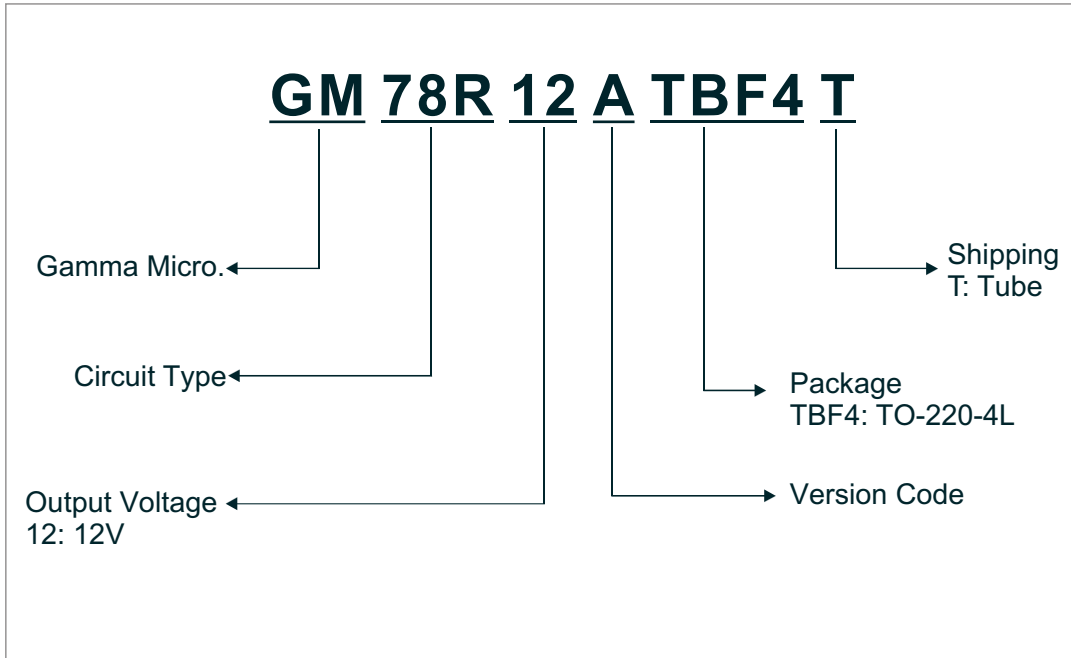 GM 78R 12 A TBF4 T
Gamma Micro.
Shipping
T: Tube
Circuit Type
Package
TBF4: TO-220-4L
Output Voltage
12: 12V
Version Code